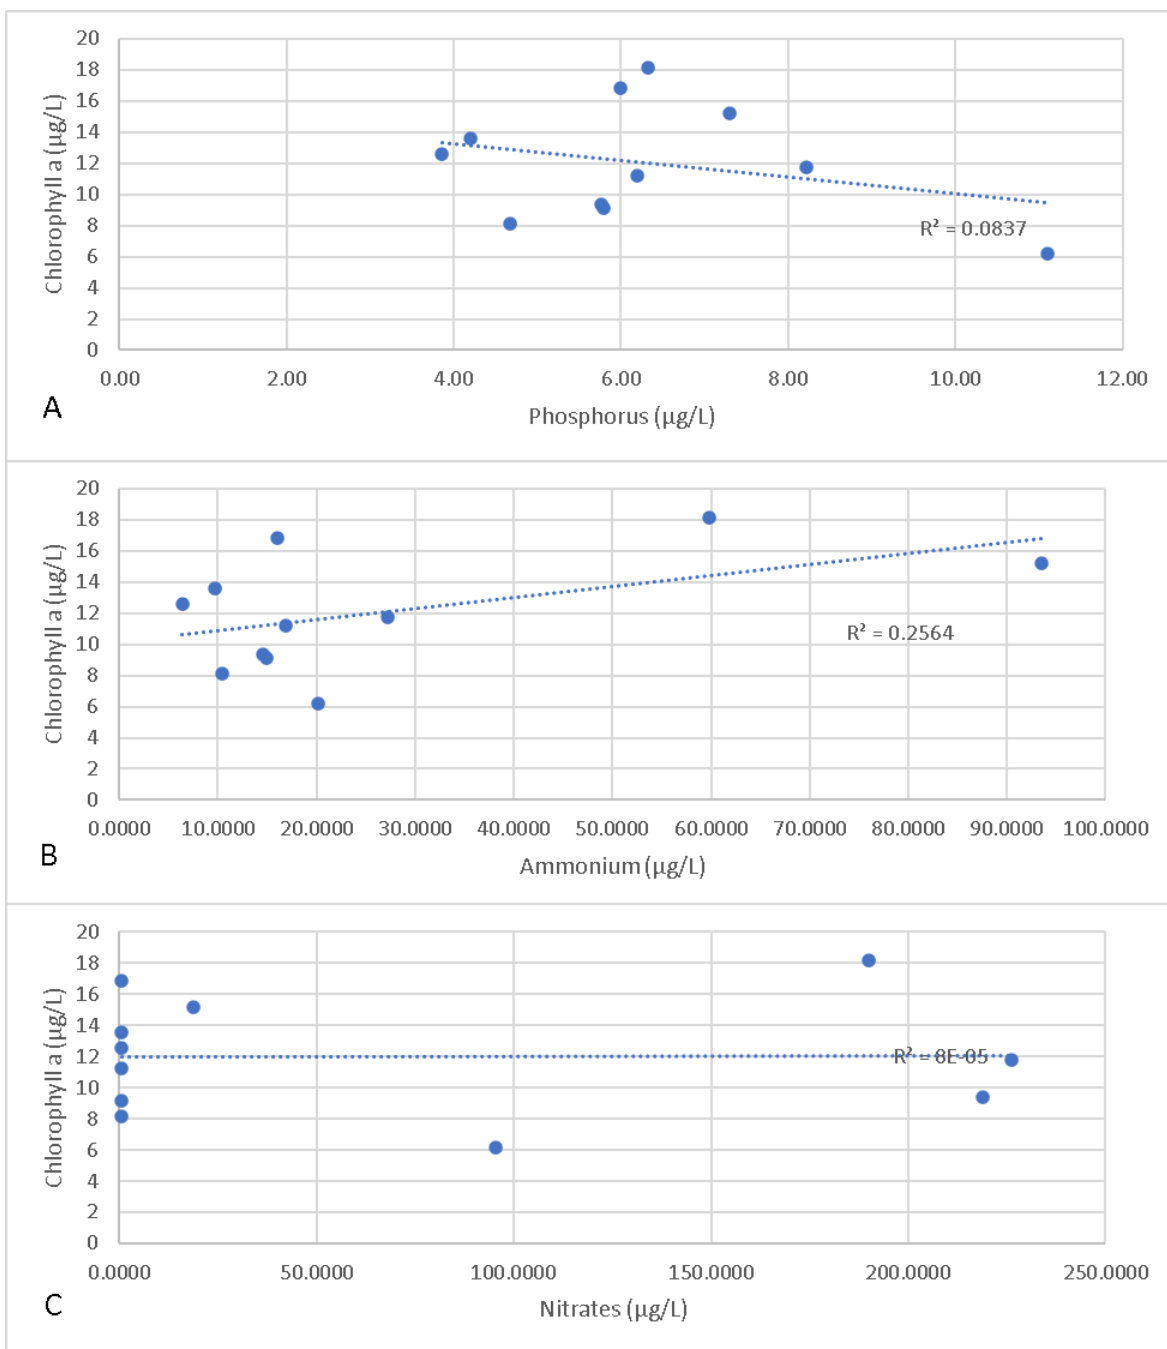 20
18
16
14
12
10
8
6
4
2
0
Chlorophyll a (µg/L)
R² = 0.0837
0.00 2.00 4.00 6.00 8.00 10.00 12.00
Phosphorus (µg/L)
A
20
18
16
14
12
10
8
6
4
2
0
Chlorophyll a (µg/L)
R² = 0.2564
0.0000 10.0000 20.0000 30.0000 40.0000 50.0000 60.0000 70.0000 80.0000 90.0000 100.0000
Ammonium (µg/L)
B
20
18
16
14
12
10
8
6
4
2
0
Chlorophyll a (µg/L)
R² = 8E-05
0.0000 50.0000 100.0000 150.0000 200.0000 250.0000
Nitrates (µg/L)
C